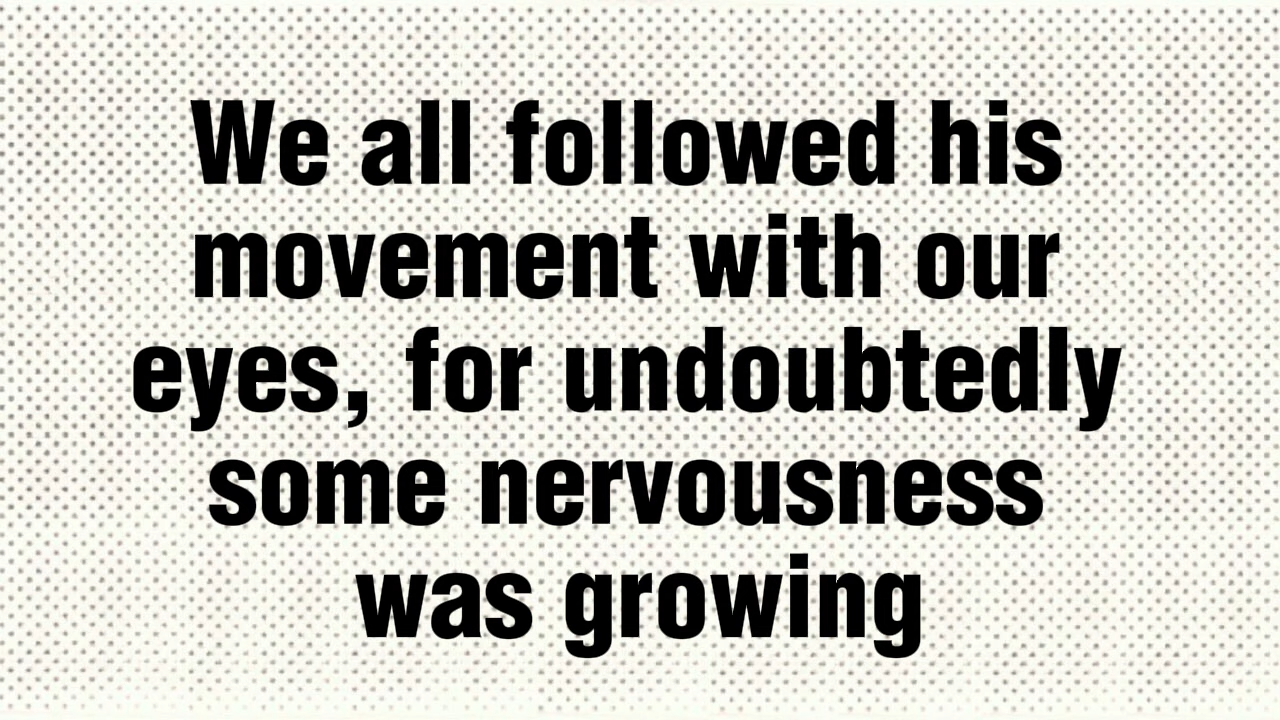 We all followed his
movement with our
eyes, for undoubtedly
some nervousness
was growing